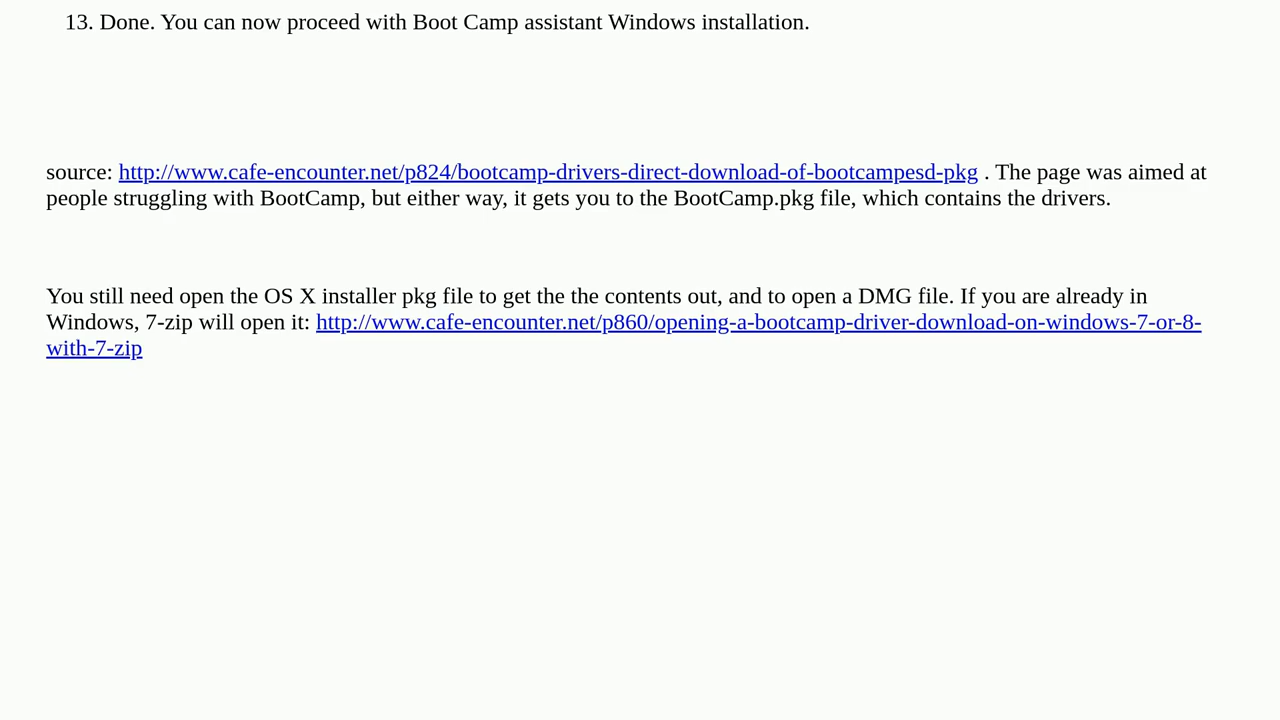 13. Done. You can now proceed with Boot Camp assistant Windows installation.
source: http://www.cafe-encounter.net/p824/bootcamp-drivers-direct-download-of-bootcampesd-pkg . The page was aimed at
people struggling with BootCamp, but either way, it gets you to the BootCamp.pkg file, which contains the drivers.
You still need open the OS X installer pkg file to get the the contents out, and to open a DMG file. If you are already in
Windows, 7-zip will open it: http://www.cafe-encounter.net/p860/opening-a-bootcamp-driver-download-on-windows-7-or-8-
with-7-zip